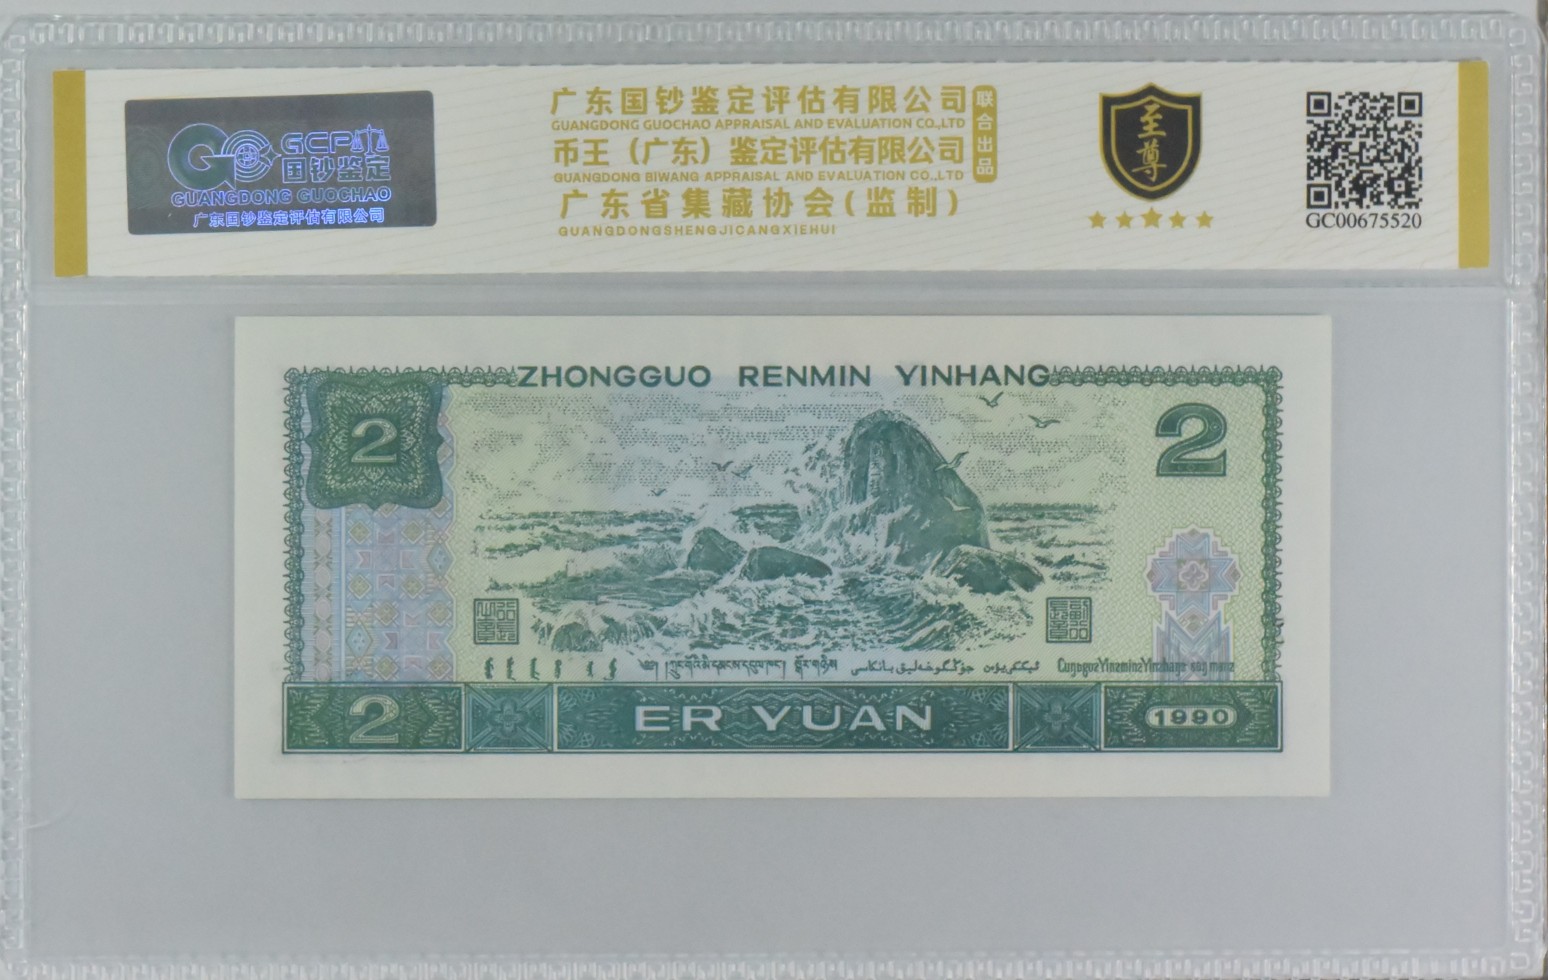 GCP
国钞鉴定
GUANGDONG GUOCHAO
广东国钞评估有限公司
广东国钞鉴定评估有限公司
GUANGDONG GUOCHAO APPRAISAL AND EVALUATION CO.,LTD
币王（广东）鉴定评估有限公司
GUANGDONG BIWANG APPRAISAL AND EVALUATION CO.,LTD
联合出品
广东省集藏协会(监制)
GUANGDONGSHENGJICANGXIEHUI
至尊
GC00675520
ZHONGGUO RENMIN YINHANG
2
2
2
ER YUAN
1990